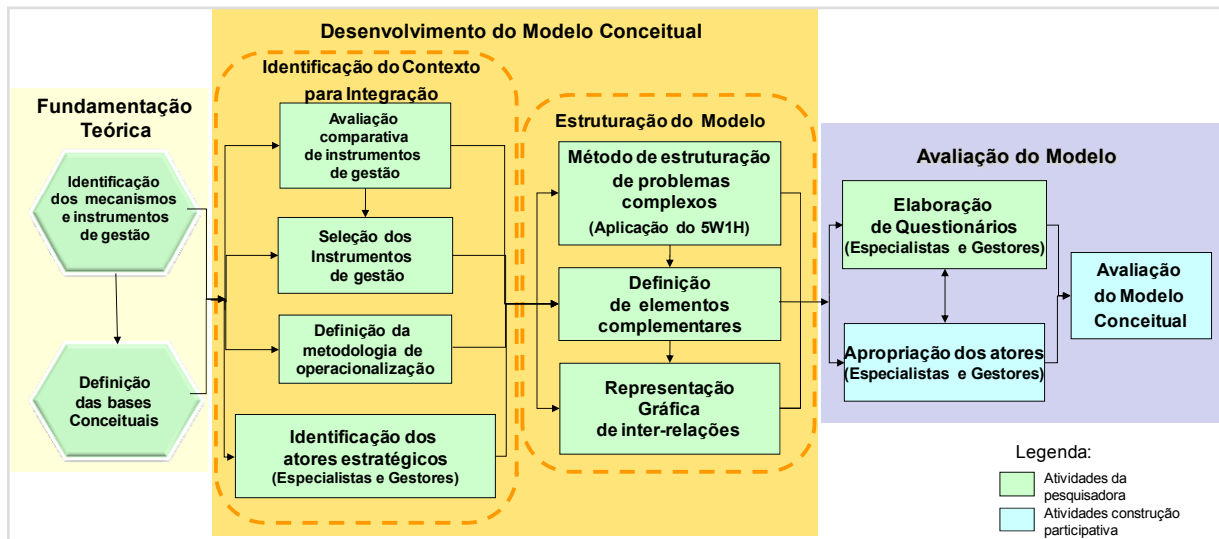 Desenvolvimento do Modelo Conceitual
Fundamentação
Teórica
Identificação
dos mecanismos
e instrumentos
de gestão
Definição
das bases
Conceituais
Identificação do Contexto
para Integração
Avaliação
comparativa
de instrumentos
de gestão
Seleção dos
Instrumentos
de gestão
Definição da
metodologia de
operacionalização
Identificação dos
atores estratégicos
(Especialistas e Gestores)
Estruturação do Modelo
Método de estruturação
de problemas
complexos
(Aplicação do 5W1H)
Definição
de elementos
complementares
Representação
Gráfica
de inter-relações
Avaliação do Modelo
Elaboração
de Questionários
(Especialistas e Gestores)
Apropriação dos atores
(Especialistas e Gestores)
Avaliação
do Modelo
Conceitual
Legenda:
Atividades da
pesquisadora
Atividades construção
participativa